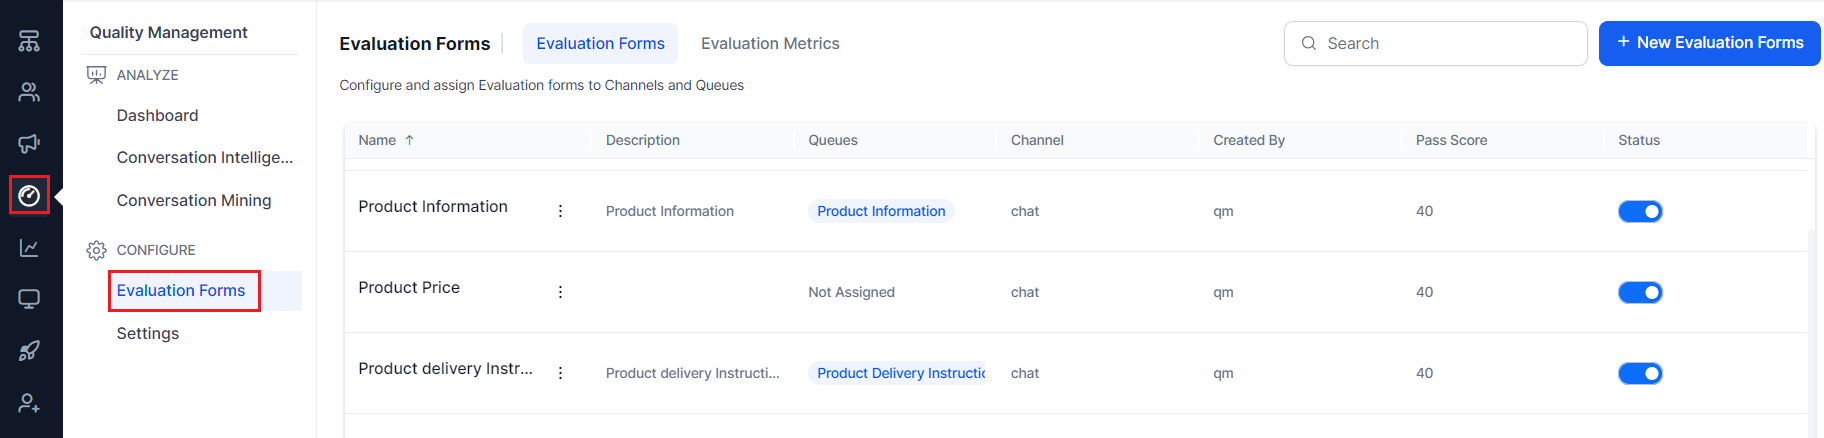 Quality Management
ANALYZE
Dashboard
Conversation Intellige...
Conversation Mining
CONFIGURE
Evaluation Forms
Settings
Evaluation Forms Evaluation Forms Evaluation Metrics Search + New Evaluation Forms
Configure and assign Evaluation forms to Channels and Queues
Name ↑ Description Queues Channel Created By Pass Score Status
Product Information Product Information Product Information chat qm 40
Product Price Not Assigned chat qm 40
Product delivery Instr... Product delivery Instructi... Product Delivery Instructic chat qm 40